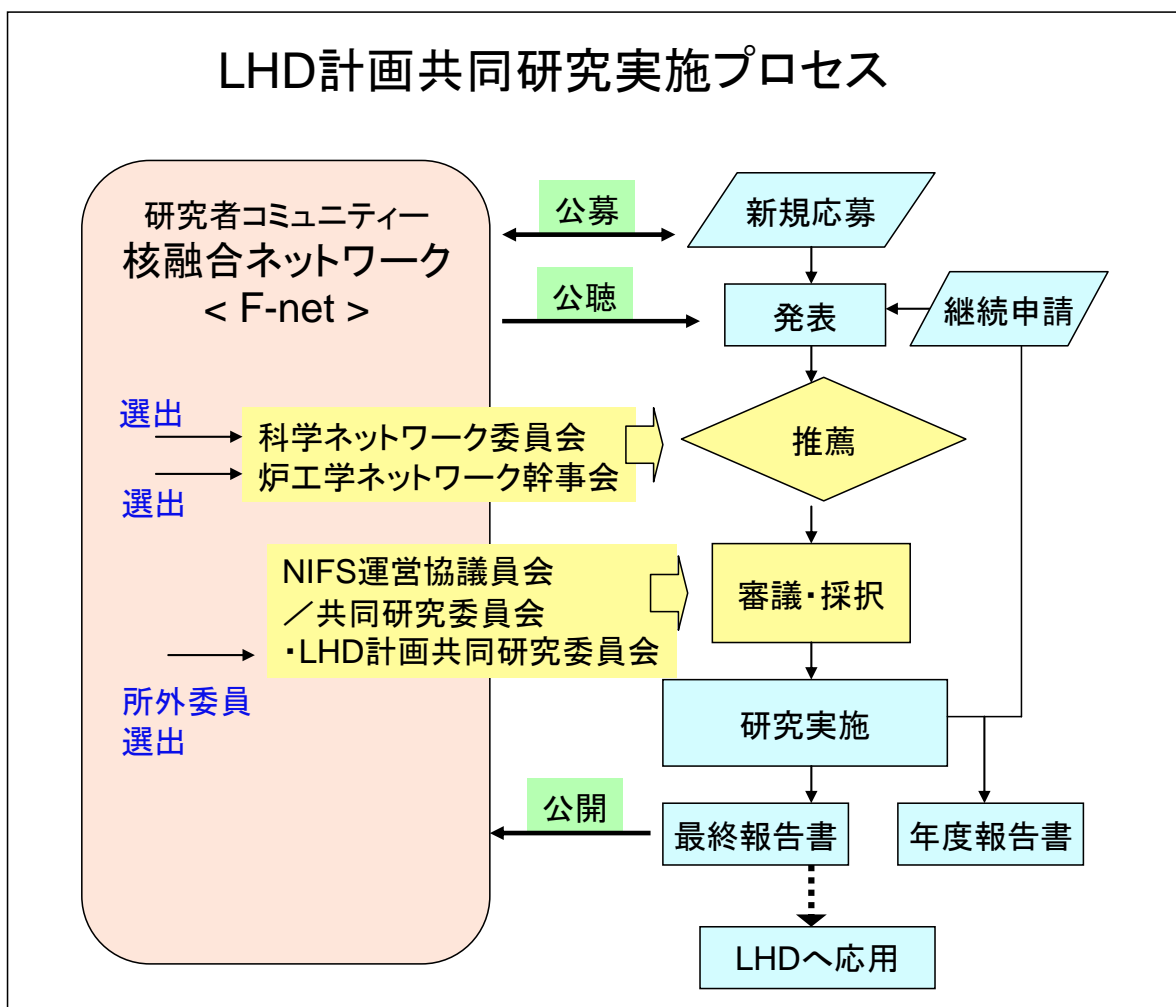 LHD計画共同研究実施プロセス
研究者コミュニティー
核融合ネットワーク
< F-net >
公募
新規応募
公聴
発表
継続申請
選出
科学ネットワーク委員会
炉工学ネットワーク幹事会
選出
推薦
NIFS運営協議員会
／共同研究委員会
・LHD計画共同研究委員会
審議・採択
所外委員
選出
研究実施
公開
最終報告書
年度報告書
LHDへ応用